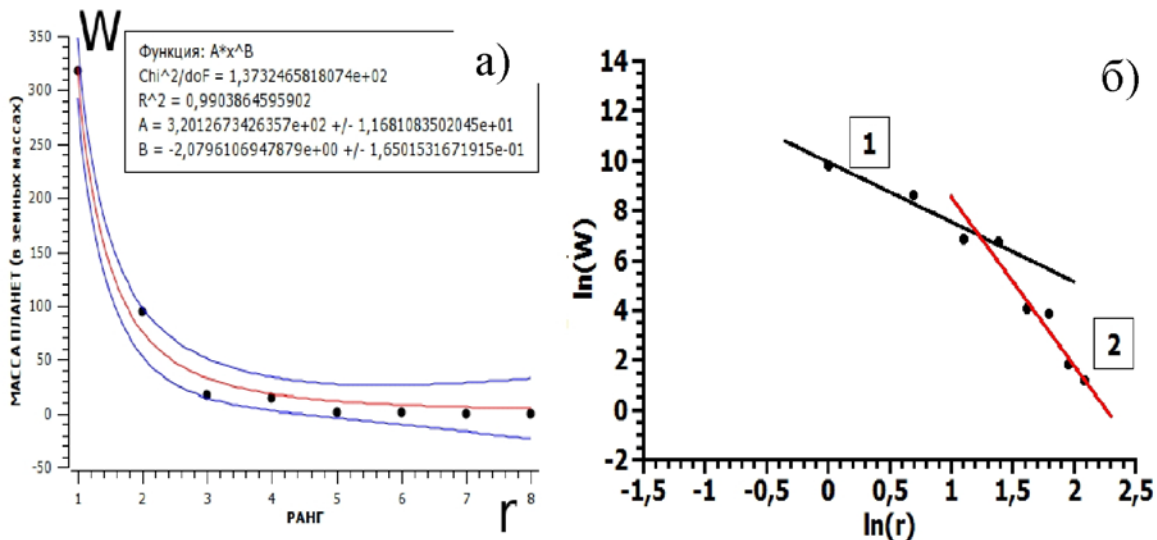 W
a)
Функция: A*x^B
Chi^2/doF = 1,3732465818074e+02
R^2 = 0,9903864595902
A = 3,2012673426357e+02 +/- 1,1681083502045e+01
B = -2,0796106947879e+00 +/- 1,6501531671915e-01
МАССА ПЛАНЕТ (в земных массах)
350
300
250
200
150
100
50
0
-50
1 2 3 4 5 6 7 8
РАНГ
r
б)
1
2
ln(W)
14
12
10
8
6
4
2
0
-2
-1,5 -1 -0,5 0 0,5 1 1,5 2 2,5
ln(r)